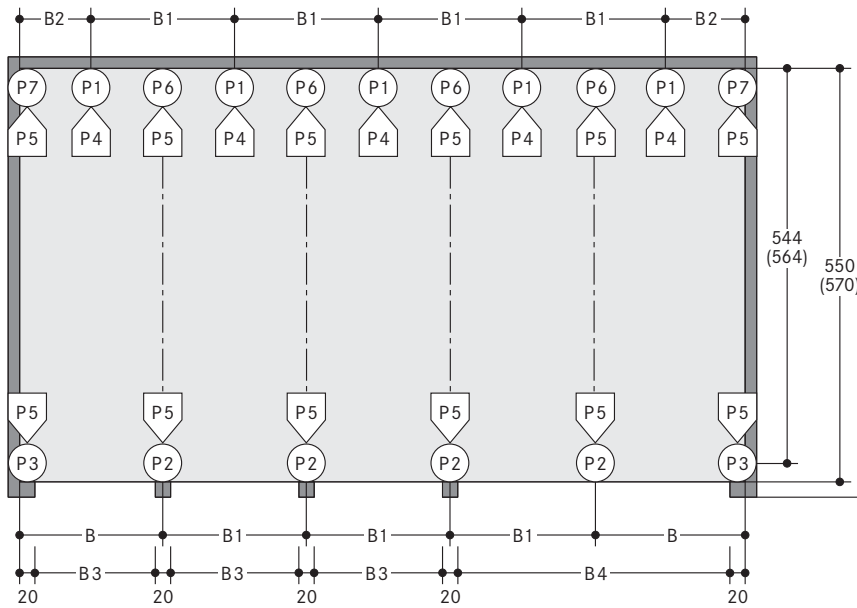 B2 B1 B1 B1 B1 B2
P7 P1 P6 P1 P6 P1 P6 P1 P6 P1 P7
P5 P4 P5 P4 P5 P4 P5 P4 P5 P4 P5
544
(564)
550
(570)
P5 P5 P5 P5 P5 P5
P3 P2 P2 P2 P2 P3
B B1 B1 B1 B
B3 B3 B3 B4
20 20 20 20 20